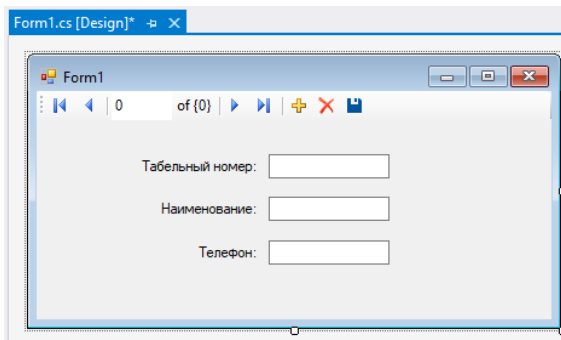 Form1.cs [Design]*
Form1
0 of {0}
Табельный номер:
Наименование:
Телефон: